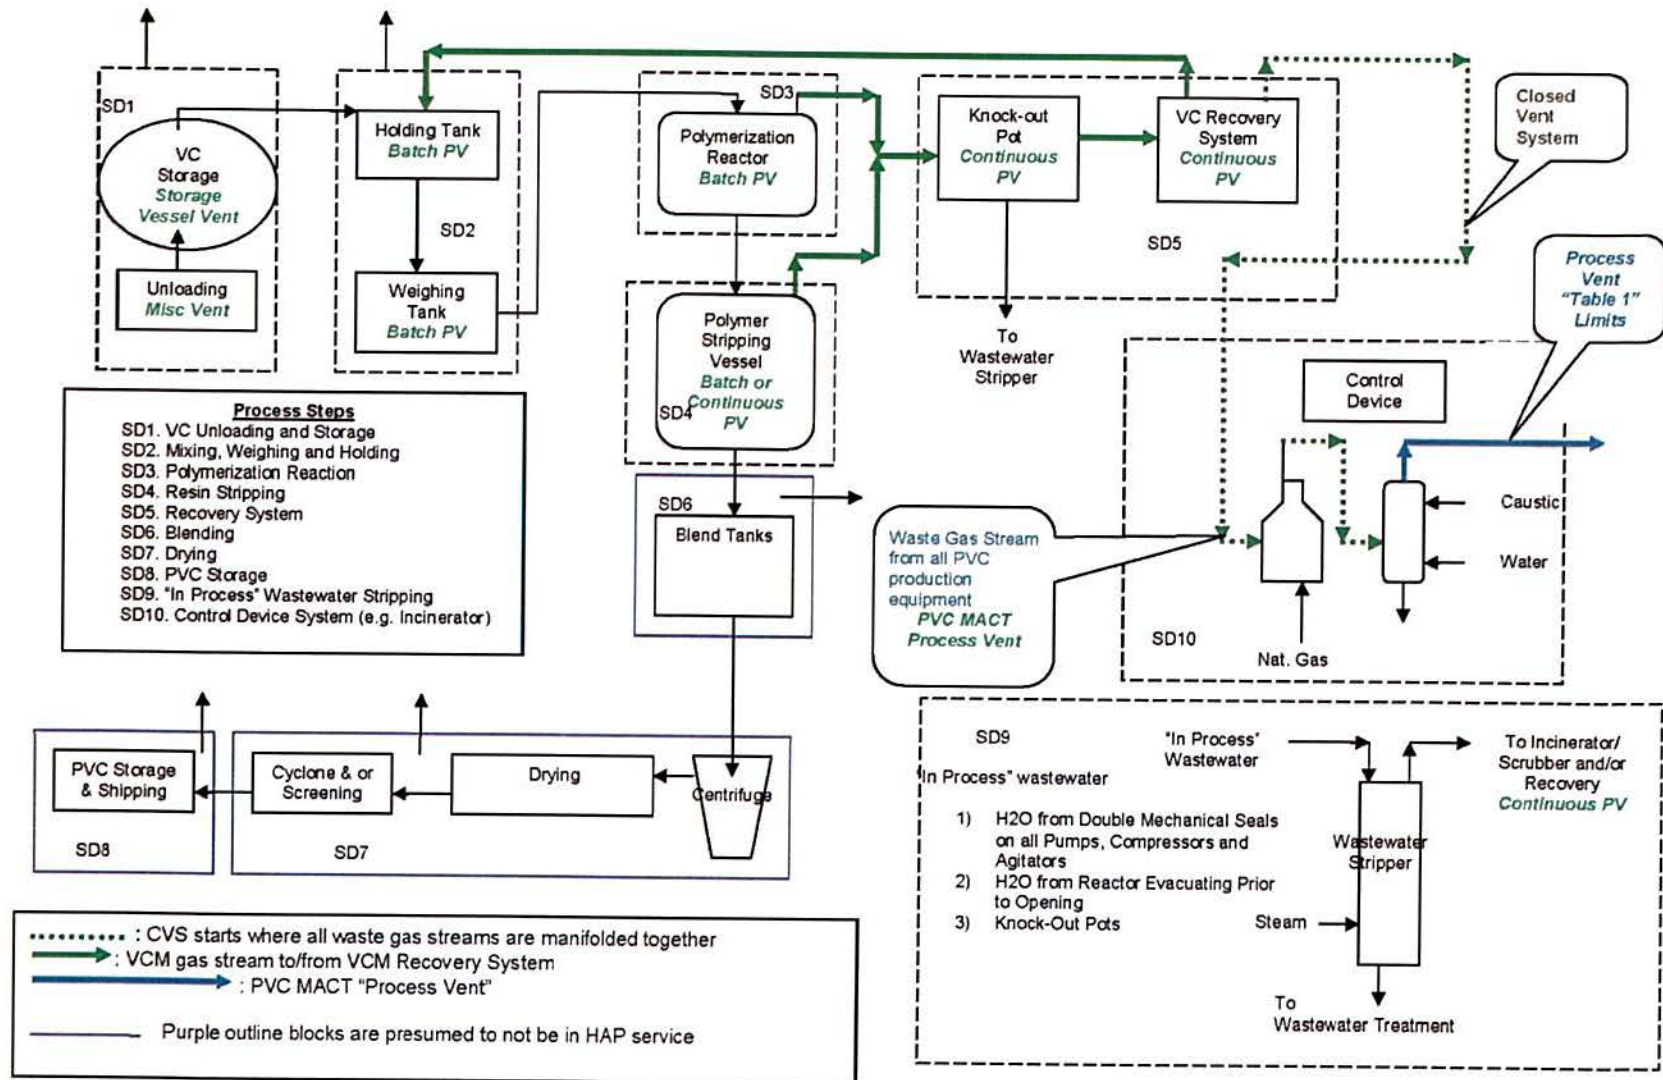 SD1
VC
Storage
Storage
Vessel Vent
Unloading
Misc Vent
Holding Tank
Batch PV
SD2
Weighing
Tank
Batch PV
SD3
Polymerization
Reactor
Batch PV
Polymer
Stripping
Vessel
Batch or
Continuous
PV
SD4
Knock-out
Pot
Continuous
PV
VC Recovery
System
Continuous
PV
SD5
To
Wastewater
Stripper
Closed
Vent
System
Process
Vent
"Table 1"
Limits
Control
Device
Caustic
Water
Nat. Gas
SD10
Waste Gas Stream
from all PVC
production
equipment
PVC MACT
Process Vent
Process Steps
SD1. VC Unloading and Storage
SD2. Mixing, Weighing and Holding
SD3. Polymerization Reaction
SD4. Resin Stripping
SD5. Recovery System
SD6. Blending
SD7. Drying
SD8. PVC Storage
SD9. "In Process" Wastewater Stripping
SD10. Control Device System (e.g. Incinerator)
SD6
Blend Tanks
PVC Storage
& Shipping
SD8
Cyclone & or
Screening
Drying
Centrifuge
SD7
SD9
"In Process"
Wastewater
To Incinerator/
Scrubber and/or
Recovery
Continuous PV
"In Process" wastewater
1) H2O from Double Mechanical Seals
on all Pumps, Compressors and
Agitators
2) H2O from Reactor Evacuating Prior
to Opening
3) Knock-Out Pots
Wastewater
Stripper
Steam
To
Wastewater Treatment
: CVS starts where all waste gas streams are manifolded together
: VCM gas stream to/from VCM Recovery System
: PVC MACT "Process Vent"
Purple outline blocks are presumed to not be in HAP service